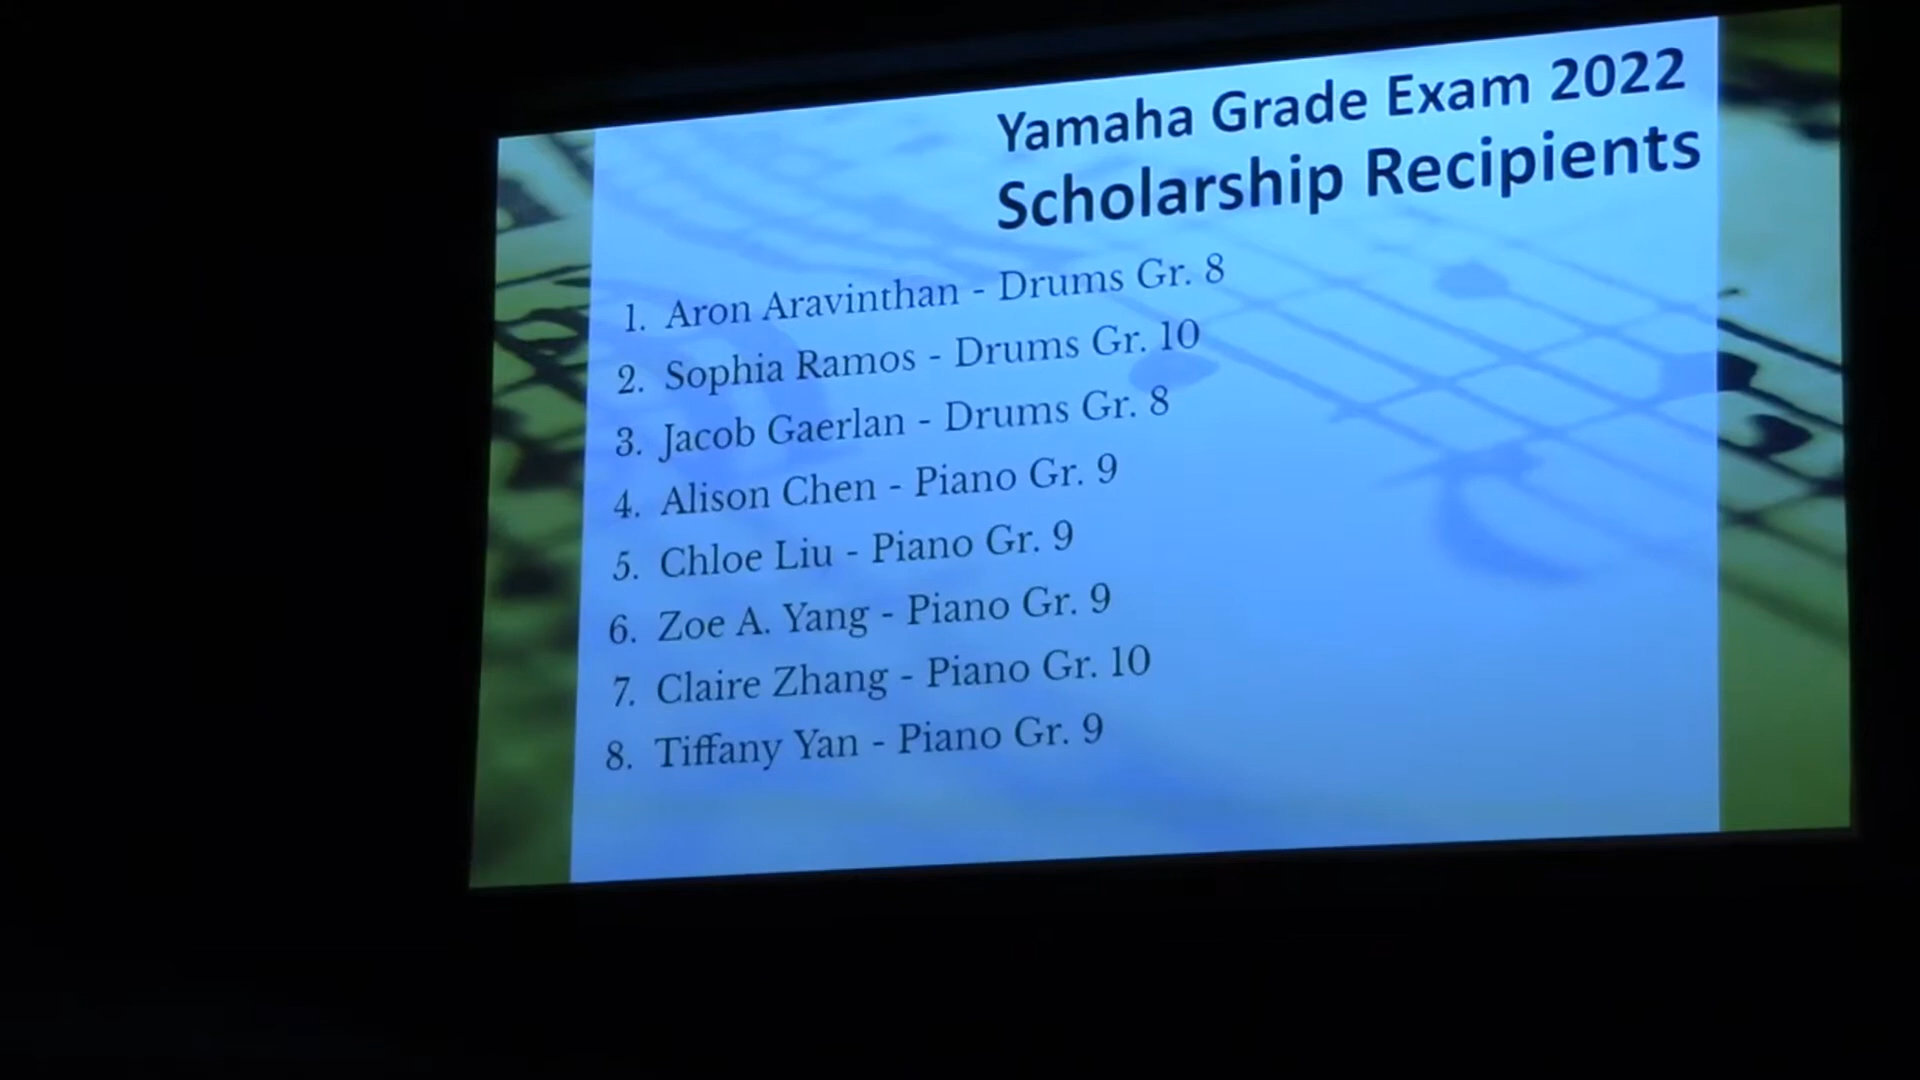 Yamaha Grade Exam 2022
Scholarship Recipients
1. Aron Aravinthan - Drums Gr. 8
2. Sophia Ramos - Drums Gr. 10
3. Jacob Gaerlan - Drums Gr. 8
4. Alison Chen - Piano Gr. 9
5. Chloe Liu - Piano Gr. 9
6. Zoe A. Yang - Piano Gr. 9
7. Claire Zhang - Piano Gr. 10
8. Tiffany Yan - Piano Gr. 9